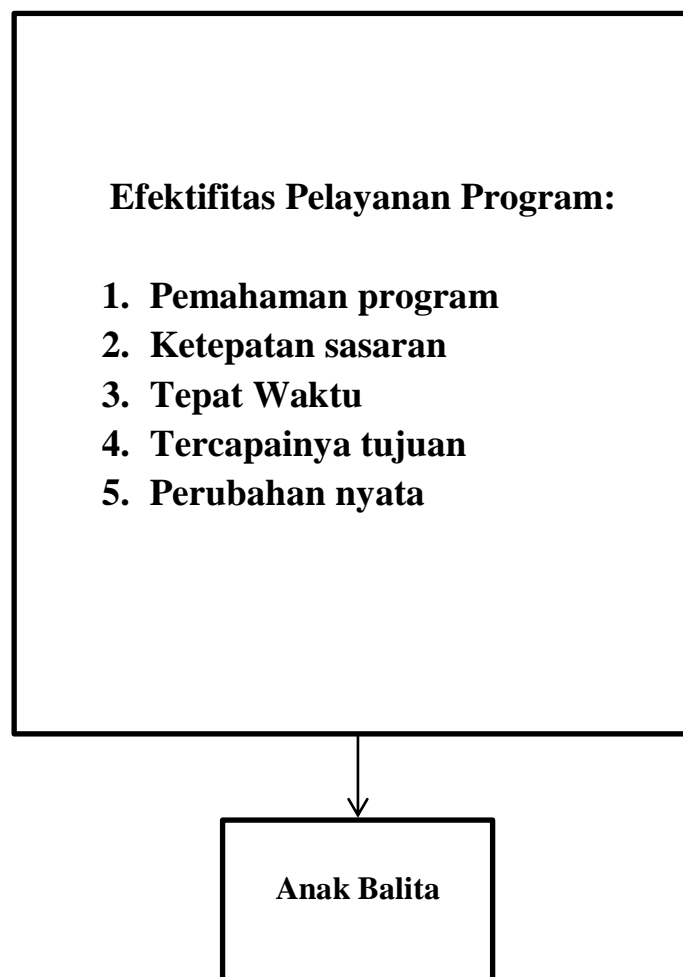 Efektifitas Pelayanan Program:
1. Pemahaman program
2. Ketepatan sasaran
3. Tepat Waktu
4. Tercapainya tujuan
5. Perubahan nyata
Anak Balita